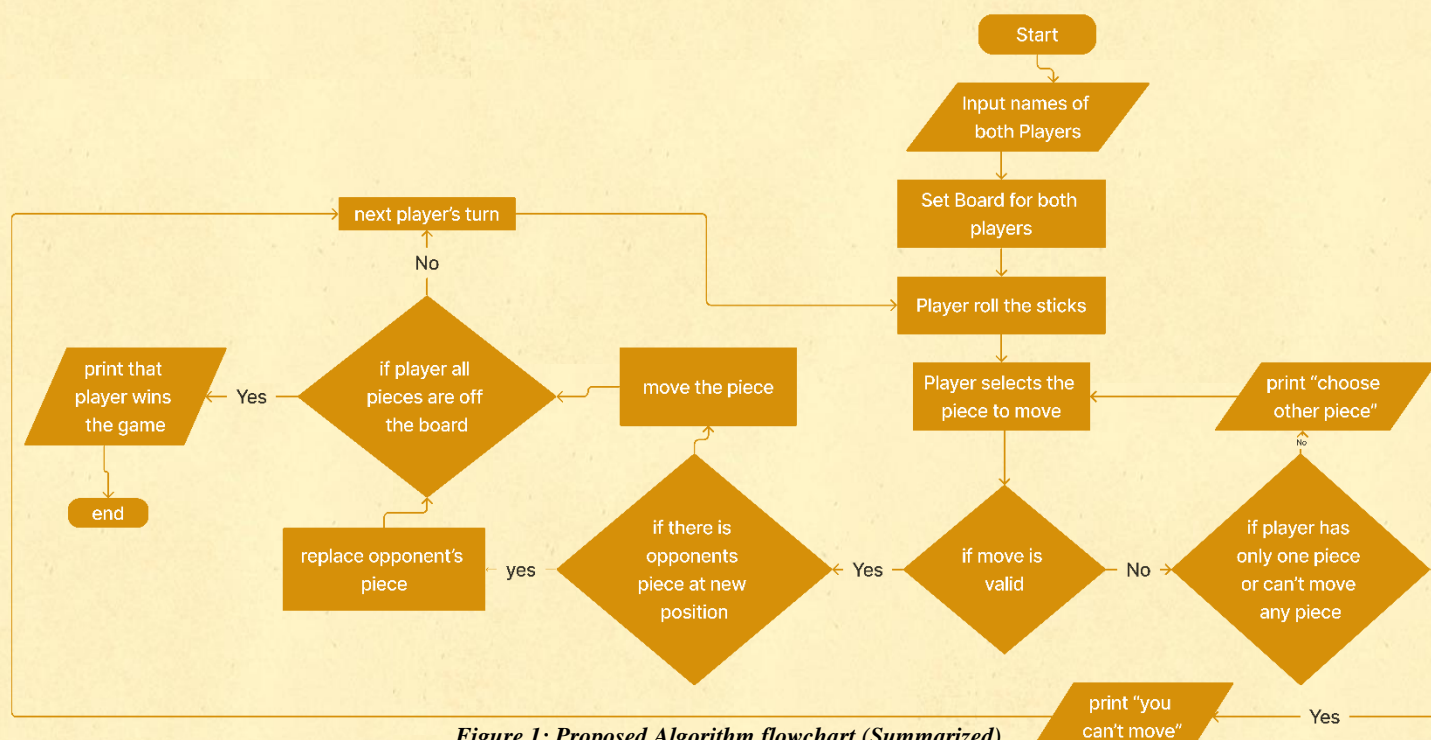 Start
Input names of
both Players
Set Board for both
players
next player's turn
No
Player roll the sticks
print that
player wins
the game
Yes
if player all
pieces are off
the board
move the piece
Player selects the
piece to move
print "choose
other piece"
No
end
replace opponent's
piece
yes
if there is
opponents
piece at new
position
Yes
if move is
valid
No
if player has
only one piece
or can't move
any piece
print "you
can't move"
Yes
Figure 1: Proposed Algorithm flowchart (Summarized)